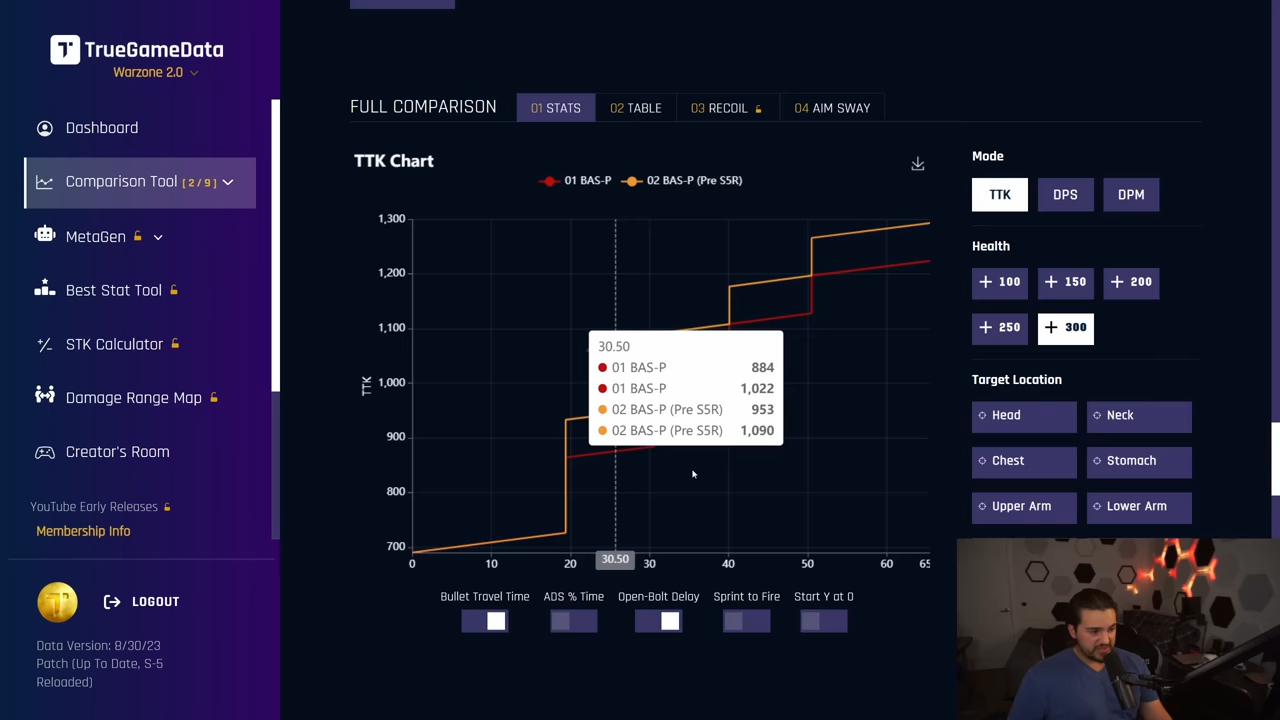 TrueGameData
Warzone 2.0
Dashboard
Comparison Tool [ 2 / 9 ]
MetaGen
Best Stat Tool
STK Calculator
Damage Range Map
Creator's Room
YouTube Early Releases
Membership Info
LOGOUT
Data Version: 8/30/23
Patch (Up To Date, S-5
Reloaded)
FULL COMPARISON
01 STATS
02 TABLE
03 RECOIL
04 AIM SWAY
TTK Chart
01 BAS-P
02 BAS-P (Pre S5R)
1,300
1,200
1,100
1,000
900
800
700
TTK
0
10
20
30
40
50
60
65
30.50
30.50
01 BAS-P 884
01 BAS-P 1,022
02 BAS-P (Pre S5R) 953
02 BAS-P (Pre S5R) 1,090
Bullet Travel Time
ADS % Time
Open-Bolt Delay
Sprint to Fire
Start Y at 0
Mode
TTK
DPS
DPM
Health
+ 100
+ 150
+ 200
+ 250
+ 300
Target Location
Head
Neck
Chest
Stomach
Upper Arm
Lower Arm